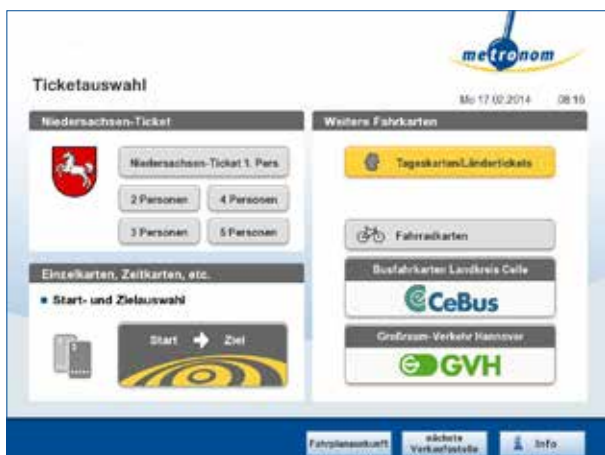 metronom
Ticketauswahl
Mo 17.02.2014 08:16
Niedersachsen-Ticket
Niedersachsen-Ticket 1. Pers
2 Personen
4 Personen
3 Personen
5 Personen
Einzelkarten, Zeitkarten, etc.
Start- und Zielauswahl
Start
Ziel
Weitere Fahrkarten
Tageskarten/Ländertickets
Fahrradkarten
Busfahrkarten Landkreis Celle
CeBus
Großraum-Verkehr Hannover
GVH
Fahrplanauskunft
nächste
Verkaufsstelle
Info